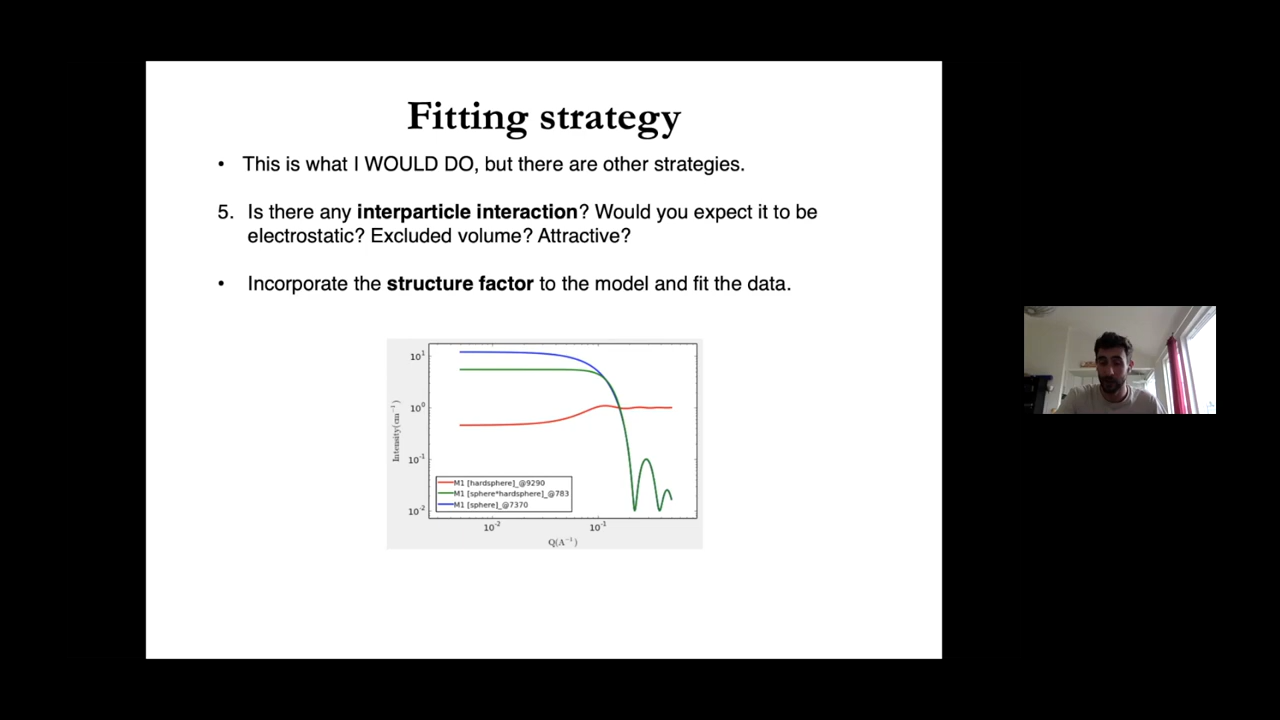 Fitting strategy
• This is what I WOULD DO, but there are other strategies.
5. Is there any interparticle interaction? Would you expect it to be
electrostatic? Excluded volume? Attractive?
• Incorporate the structure factor to the model and fit the data.
10¹
10⁰
10⁻¹
10⁻²
Intensity(cm⁻¹)
M1 [hardsphere]_@9290
M1 [sphere*hardsphere]_@783
M1 [sphere]_@7370
10⁻² 10⁻¹
Q(A⁻¹)